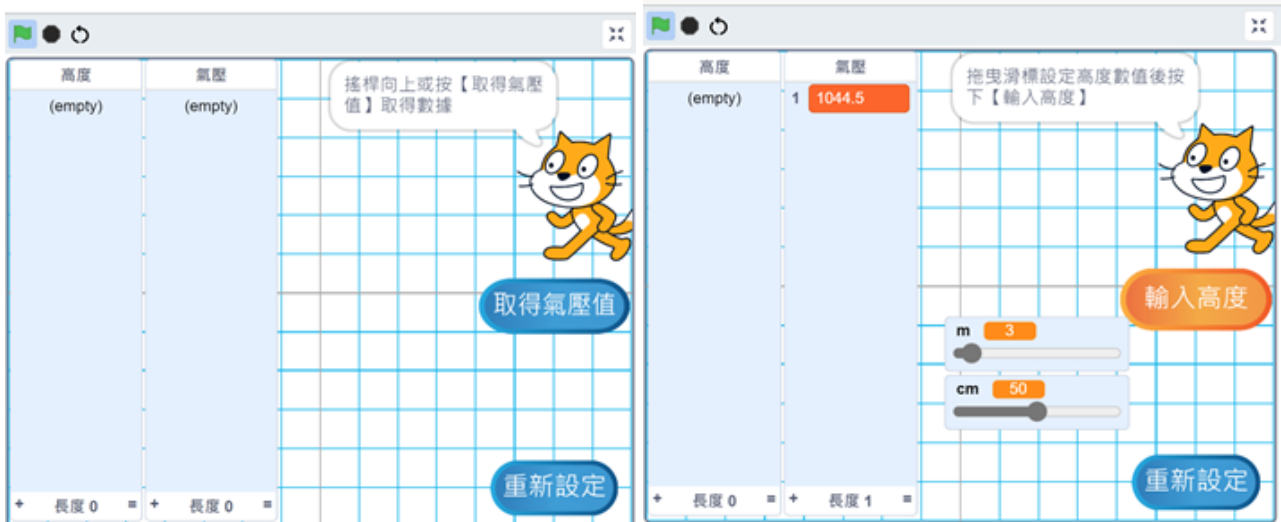 高度
氣壓
(empty)
(empty)
搖桿向上或按【取得氣壓
值】取得數據
取得氣壓值
重新設定
+ 長度 0 =
+ 長度 0 =
高度
氣壓
(empty)
1 1044.5
拖曳滑標設定高度數值後按
下【輸入高度】
輸入高度
m 3
cm 50
重新設定
+ 長度 0 =
+ 長度 1 =